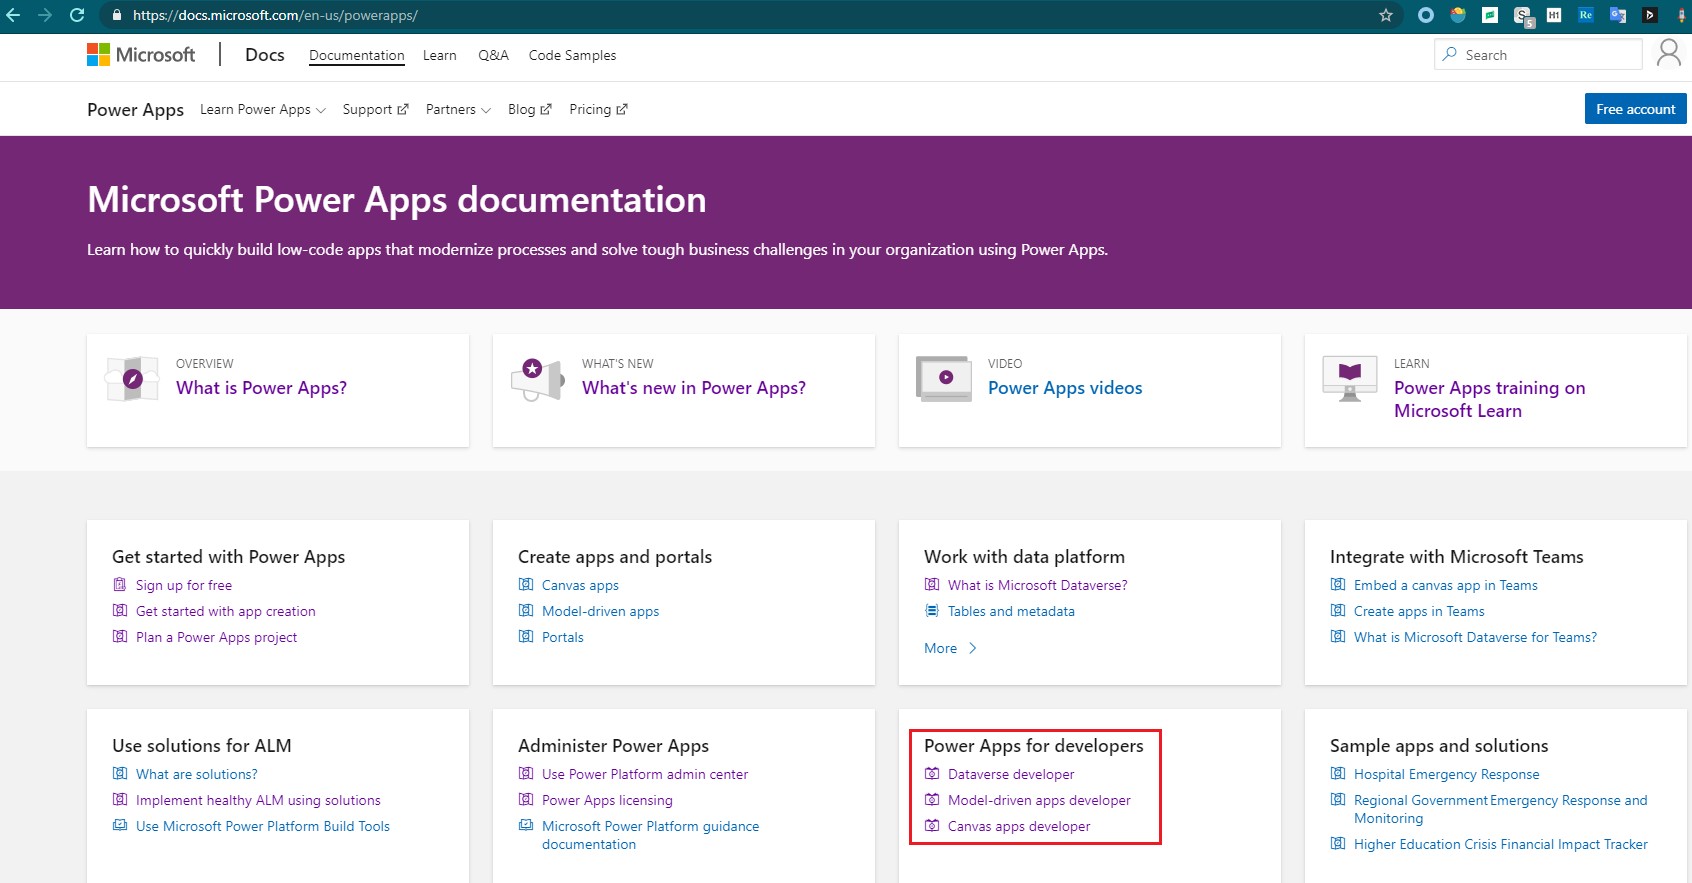 https://docs.microsoft.com/en-us/powerapps/
5
H1
Re
Microsoft
Docs
Documentation
Learn
Q&A
Code Samples
Search
Power Apps
Learn Power Apps
Support
Partners
Blog
Pricing
Free account
Microsoft Power Apps documentation
Learn how to quickly build low-code apps that modernize processes and solve tough business challenges in your organization using Power Apps.
OVERVIEW
What is Power Apps?
WHAT'S NEW
What's new in Power Apps?
VIDEO
Power Apps videos
LEARN
Power Apps training on
Microsoft Learn
Get started with Power Apps
Sign up for free
Get started with app creation
Plan a Power Apps project
Create apps and portals
Canvas apps
Model-driven apps
Portals
Work with data platform
What is Microsoft Dataverse?
Tables and metadata
More
Integrate with Microsoft Teams
Embed a canvas app in Teams
Create apps in Teams
What is Microsoft Dataverse for Teams?
Use solutions for ALM
What are solutions?
Implement healthy ALM using solutions
Use Microsoft Power Platform Build Tools
Administer Power Apps
Use Power Platform admin center
Power Apps licensing
Microsoft Power Platform guidance
documentation
Power Apps for developers
Dataverse developer
Model-driven apps developer
Canvas apps developer
Sample apps and solutions
Hospital Emergency Response
Regional Government Emergency Response and
Monitoring
Higher Education Crisis Financial Impact Tracker